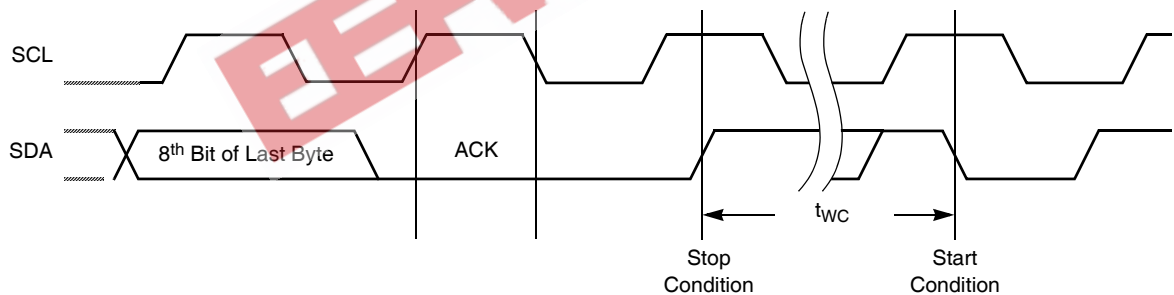 SCL
SDA
8th Bit of Last Byte
ACK
tWC
Stop
Condition
Start
Condition